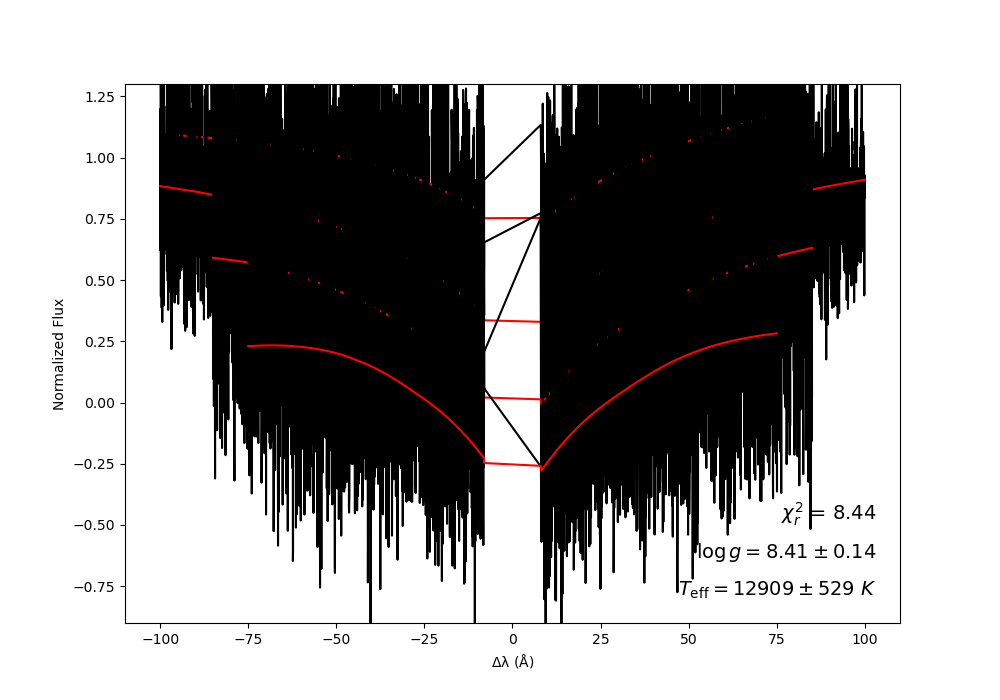 1.25
1.00
0.75
0.50
0.25
0.00
−0.25
−0.50
−0.75
Normalized Flux
χ²ᵣ = 8.44
log g = 8.41 ± 0.14
T_eff = 12909 ± 529 K
−100 −75 −50 −25 0 25 50 75 100
Δλ (Å)